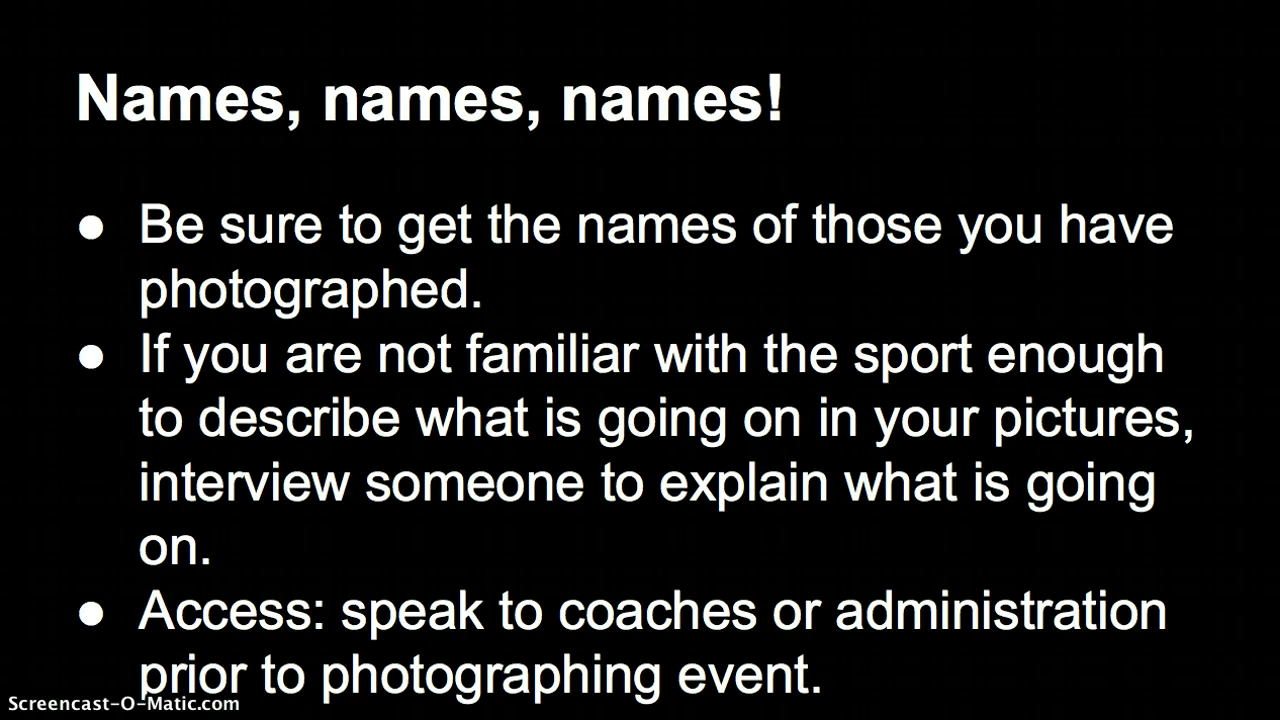 Names, names, names!
● Be sure to get the names of those you have
photographed.
● If you are not familiar with the sport enough
to describe what is going on in your pictures,
interview someone to explain what is going
on.
● Access: speak to coaches or administration
prior to photographing event.
Screencast-O-Matic.com